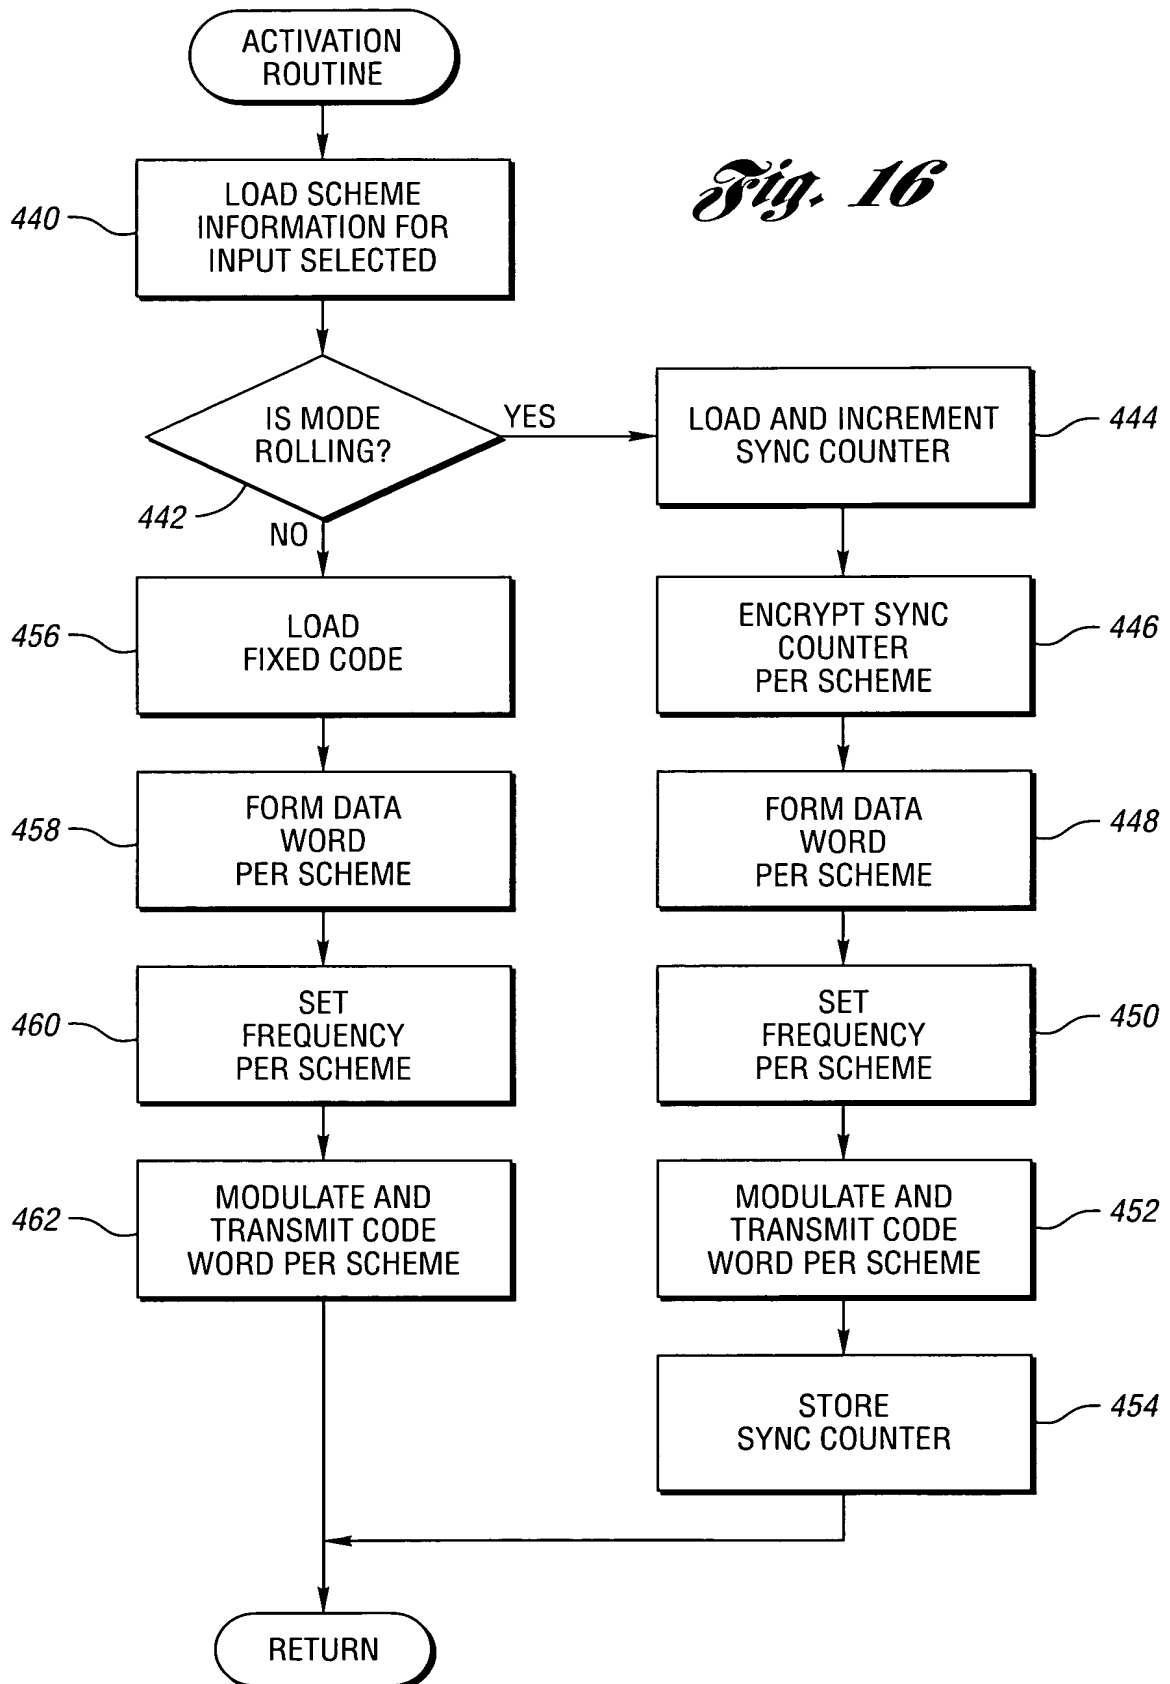 ACTIVATION
ROUTINE
Fig. 16
440
LOAD SCHEME
INFORMATION FOR
INPUT SELECTED
IS MODE
ROLLING?
YES
442
NO
LOAD AND INCREMENT
SYNC COUNTER
444
456
LOAD
FIXED CODE
ENCRYPT SYNC
COUNTER
PER SCHEME
446
458
FORM DATA
WORD
PER SCHEME
FORM DATA
WORD
PER SCHEME
448
460
SET
FREQUENCY
PER SCHEME
SET
FREQUENCY
PER SCHEME
450
462
MODULATE AND
TRANSMIT CODE
WORD PER SCHEME
MODULATE AND
TRANSMIT CODE
WORD PER SCHEME
452
STORE
SYNC COUNTER
454
RETURN